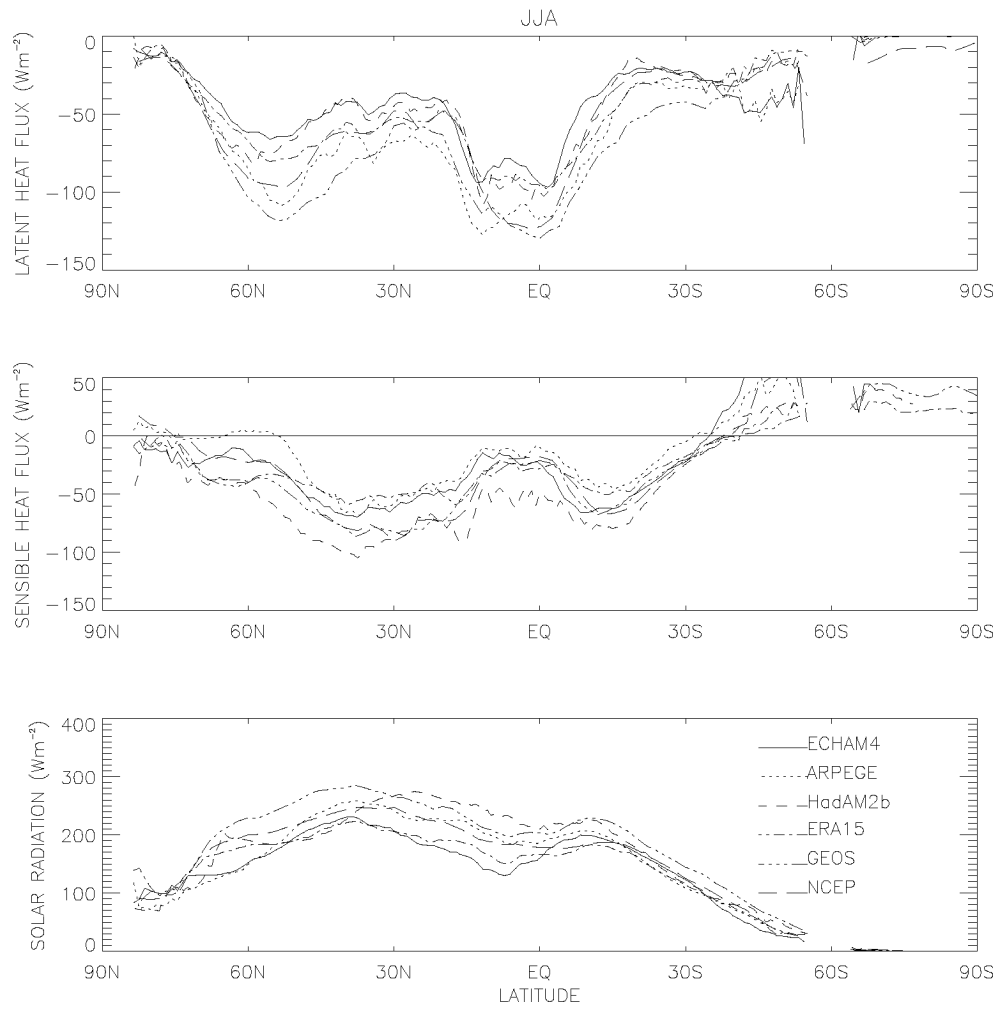 JJA
LATENT HEAT FLUX (Wm⁻²)
0
−50
−100
−150
90N 60N 30N EQ 30S 60S 90S
SENSIBLE HEAT FLUX (Wm⁻²)
50
0
−50
−100
−150
90N 60N 30N EQ 30S 60S 90S
SOLAR RADIATION (Wm⁻²)
400
300
200
100
0
ECHAM4
ARPEGE
HadAM2b
ERA15
GEOS
NCEP
90N 60N 30N EQ 30S 60S 90S
LATITUDE